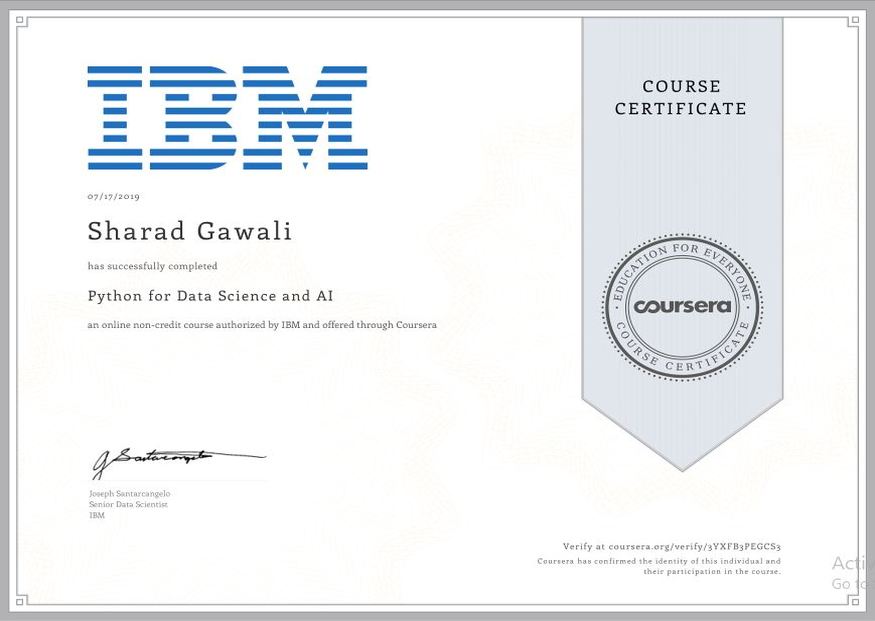 IBM
COURSE
CERTIFICATE
07/17/2019
Sharad Gawali
has successfully completed
Python for Data Science and AI
an online non-credit course authorized by IBM and offered through Coursera
EDUCATION FOR EVERYONE
coursera
COURSE CERTIFICATE
Joseph Santarcangelo
Senior Data Scientist
IBM
Verify at coursera.org/verify/3YXFB3PEGCS3
Coursera has confirmed the identity of this individual and
their participation in the course.
Go to